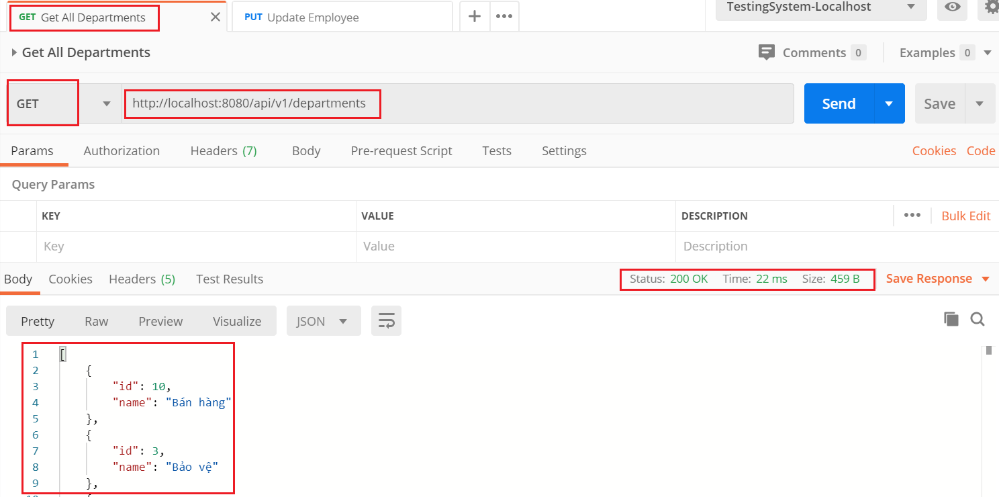 GET Get All Departments PUT Update Employee TestingSystem-Localhost
Get All Departments Comments 0 Examples 0
GET http://localhost:8080/api/v1/departments Send Save
Params Authorization Headers (7) Body Pre-request Script Tests Settings Cookies Code
Query Params
KEY VALUE DESCRIPTION Bulk Edit
Key Value Description
Body Cookies Headers (5) Test Results Status: 200 OK Time: 22 ms Size: 459 B Save Response
Pretty Raw Preview Visualize JSON
1 [
2 {
3 "id": 10,
4 "name": "Bán hàng"
5 },
6 {
7 "id": 3,
8 "name": "Bảo vệ"
9 },
10 {